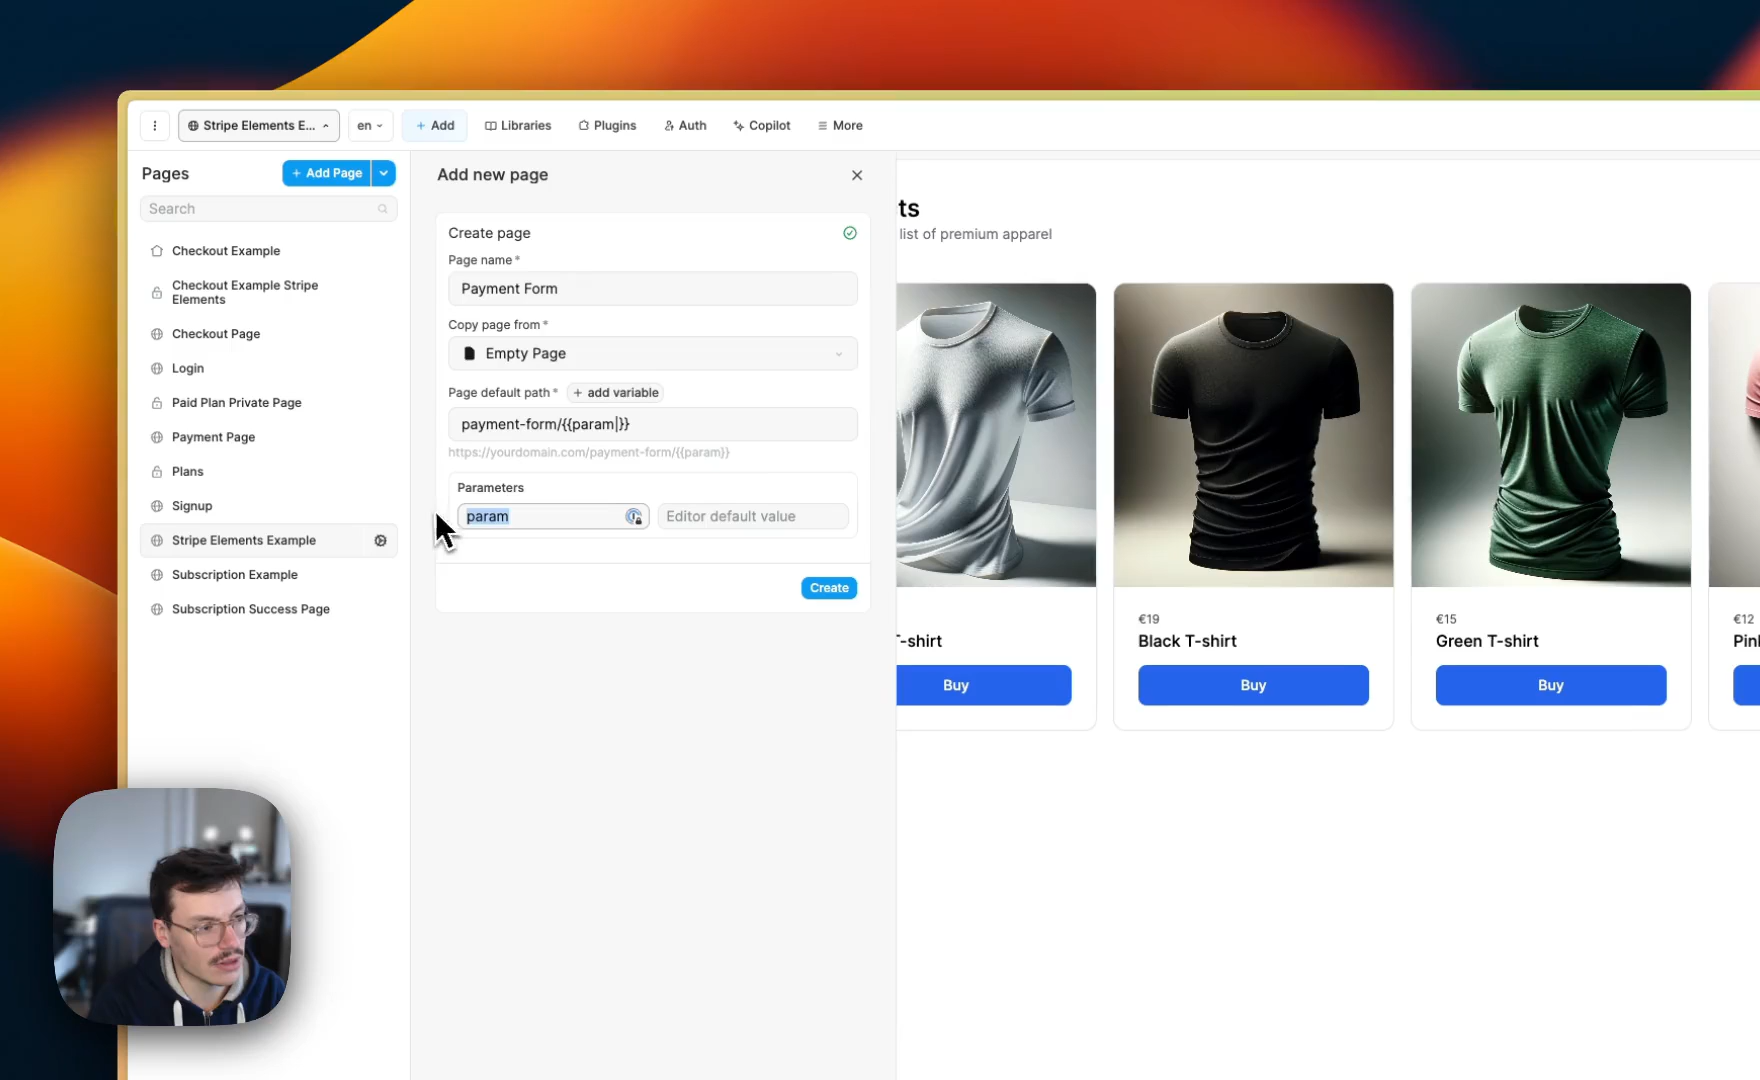 Stripe Elements E...
en
+ Add
Libraries
Plugins
Auth
Copilot
More
Pages
+ Add Page
Search
Checkout Example
Checkout Example Stripe
Elements
Checkout Page
Login
Paid Plan Private Page
Payment Page
Plans
Signup
Stripe Elements Example
Subscription Example
Subscription Success Page
Add new page
Create page
Page name *
Payment Form
Copy page from *
Empty Page
Page default path * + add variable
payment-form/{{param}}
https://yourdomain.com/payment-form/{{param}}
Parameters
param
Editor default value
Create
ts
list of premium apparel
T-shirt
Buy
€19
Black T-shirt
Buy
€15
Green T-shirt
Buy
€12
Pin